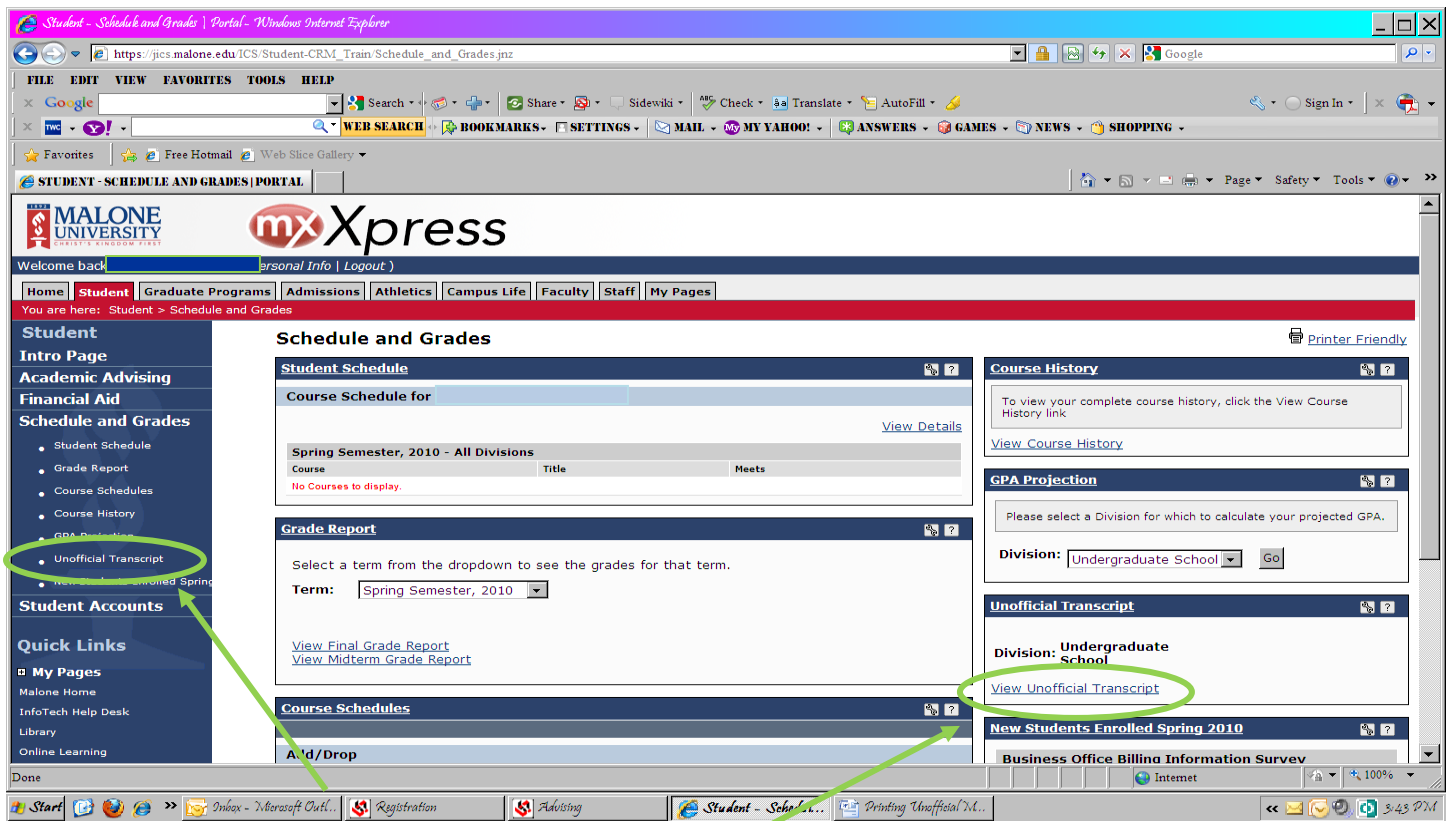 Student - Schedule and Grades | Portal - Windows Internet Explorer
https://jics.malone.edu/ICS/Student-CRM_Train/Schedule_and_Grades.jnz
Google
FILE EDIT VIEW FAVORITES TOOLS HELP
Google Search Share Sidewiki Check Translate AutoFill Sign In
TWC Y! WEB SEARCH BOOKMARKS SETTINGS MAIL MY YAHOO! ANSWERS GAMES NEWS SHOPPING
Favorites Free Hotmail Web Slice Gallery
STUDENT - SCHEDULE AND GRADES | PORTAL
Page Safety Tools
1892
MALONE
UNIVERSITY
CHRIST'S KINGDOM FIRST
mxXpress
Welcome back ersonal Info | Logout )
Home Student Graduate Programs Admissions Athletics Campus Life Faculty Staff My Pages
You are here: Student > Schedule and Grades
Student
Intro Page
Academic Advising
Financial Aid
Schedule and Grades
Student Schedule
Grade Report
Course Schedules
Course History
GPA Projection
Unofficial Transcript
New Students Enrolled Spring
Student Accounts
Quick Links
My Pages
Malone Home
InfoTech Help Desk
Library
Online Learning
Schedule and Grades
Printer Friendly
Student Schedule
Course Schedule for
View Details
Spring Semester, 2010 - All Divisions
Course Title Meets
No Courses to display.
Grade Report
Select a term from the dropdown to see the grades for that term.
Term: Spring Semester, 2010
View Final Grade Report
View Midterm Grade Report
Course Schedules
Add/Drop
Course History
To view your complete course history, click the View Course
History link
View Course History
GPA Projection
Please select a Division for which to calculate your projected GPA.
Division: Undergraduate School Go
Unofficial Transcript
Division: Undergraduate
School
View Unofficial Transcript
New Students Enrolled Spring 2010
Business Office Billing Information Survey
Done Internet 100%
Start Inbox - Microsoft Outl... Registration Advising Student - Schedul... Printing Unofficial M... 3:43 PM